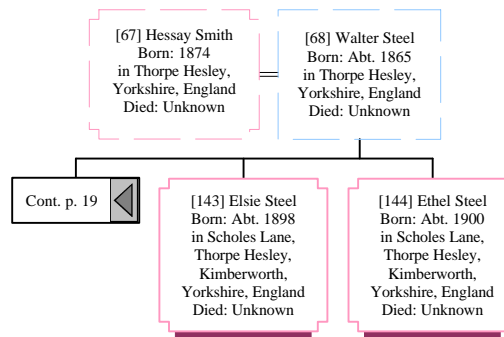 [67] Hessay Smith
Born: 1874
in Thorpe Hesley,
Yorkshire, England
Died: Unknown
[68] Walter Steel
Born: Abt. 1865
in Thorpe Hesley,
Yorkshire, England
Died: Unknown
Cont. p. 19
[143] Elsie Steel
Born: Abt. 1898
in Scholes Lane,
Thorpe Hesley,
Kimberworth,
Yorkshire, England
Died: Unknown
[144] Ethel Steel
Born: Abt. 1900
in Scholes Lane,
Thorpe Hesley,
Kimberworth,
Yorkshire, England
Died: Unknown